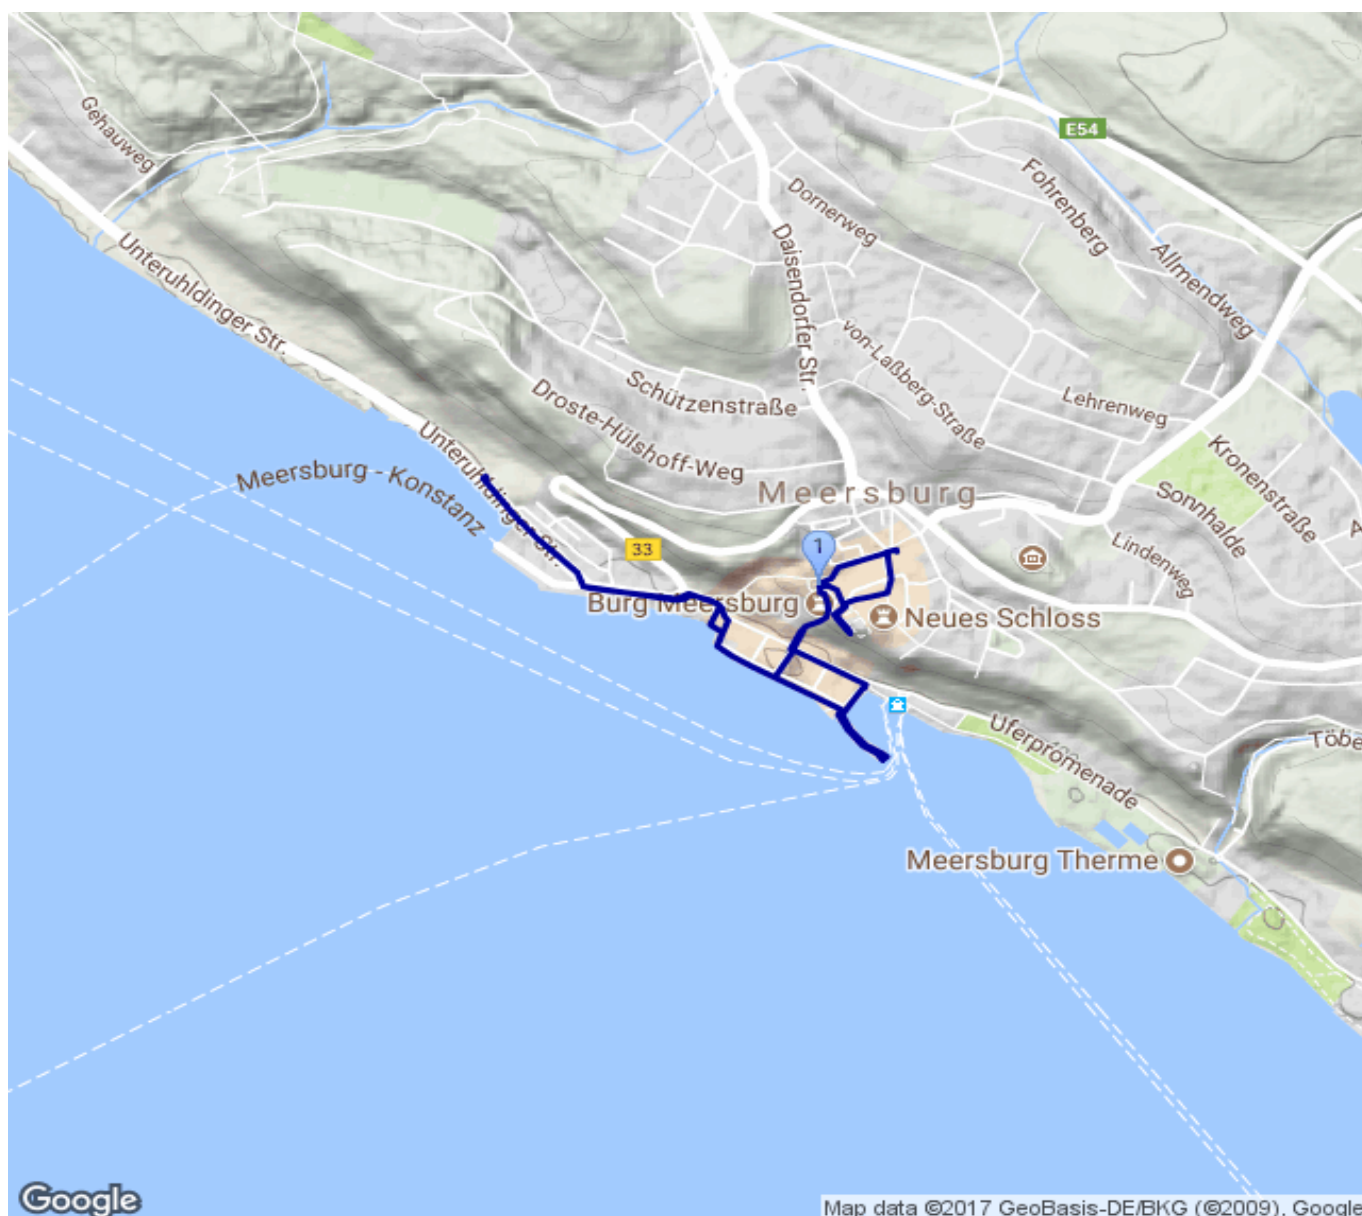 Gehauweg
E54
Fohrenberg
Dornerweg
Allmendweg
Daisendorfer Str.
Unteruhldinger Str.
von-Laßberg-Straße
Schützenstraße
Lehrenweg
Droste-Hülshoff-Weg
Unteruhldinger Str.
Kronenstraße
Meersburg - Konstanz
Meersburg
Sonnhalde
A
33
1
Lindenweg
Burg Meersburg
Neues Schloss
Uferpromenade
Töbe
Meersburg Therme
Google
Map data ©2017 GeoBasis-DE/BKG (©2009), Google